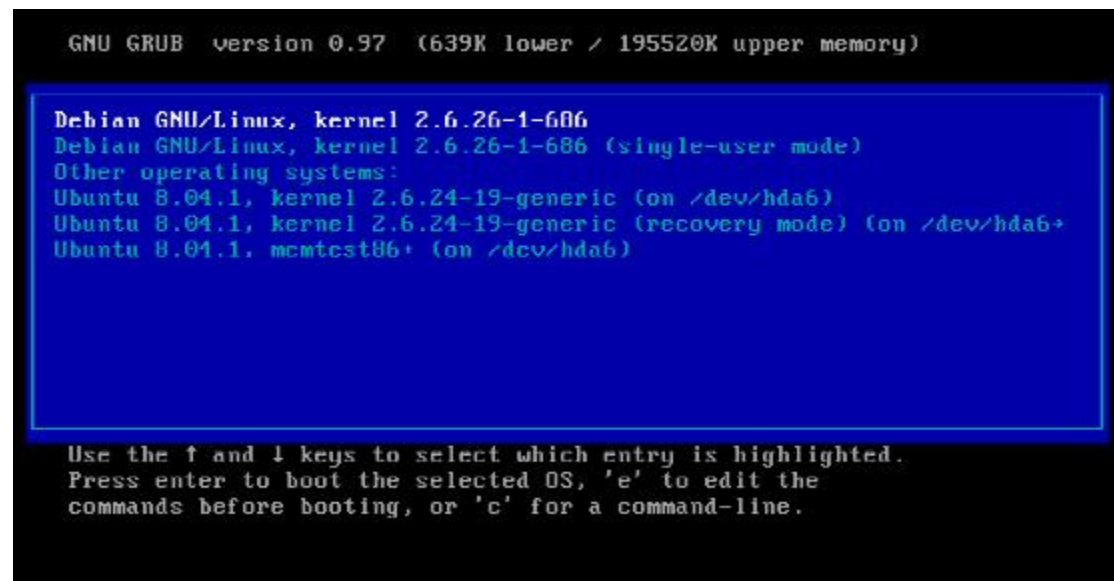 GNU GRUB version 0.97 (639K lower / 195520K upper memory)
Debian GNU/Linux, kernel 2.6.26-1-686
Debian GNU/Linux, kernel 2.6.26-1-686 (single-user mode)
Other operating systems:
Ubuntu 8.04.1, kernel 2.6.24-19-generic (on /dev/hda6)
Ubuntu 8.04.1, kernel 2.6.24-19-generic (recovery mode) (on /dev/hda6→
Ubuntu 8.04.1, memtest86+ (on /dev/hda6)
Use the ↑ and ↓ keys to select which entry is highlighted.
Press enter to boot the selected OS, 'e' to edit the
commands before booting, or 'c' for a command-line.